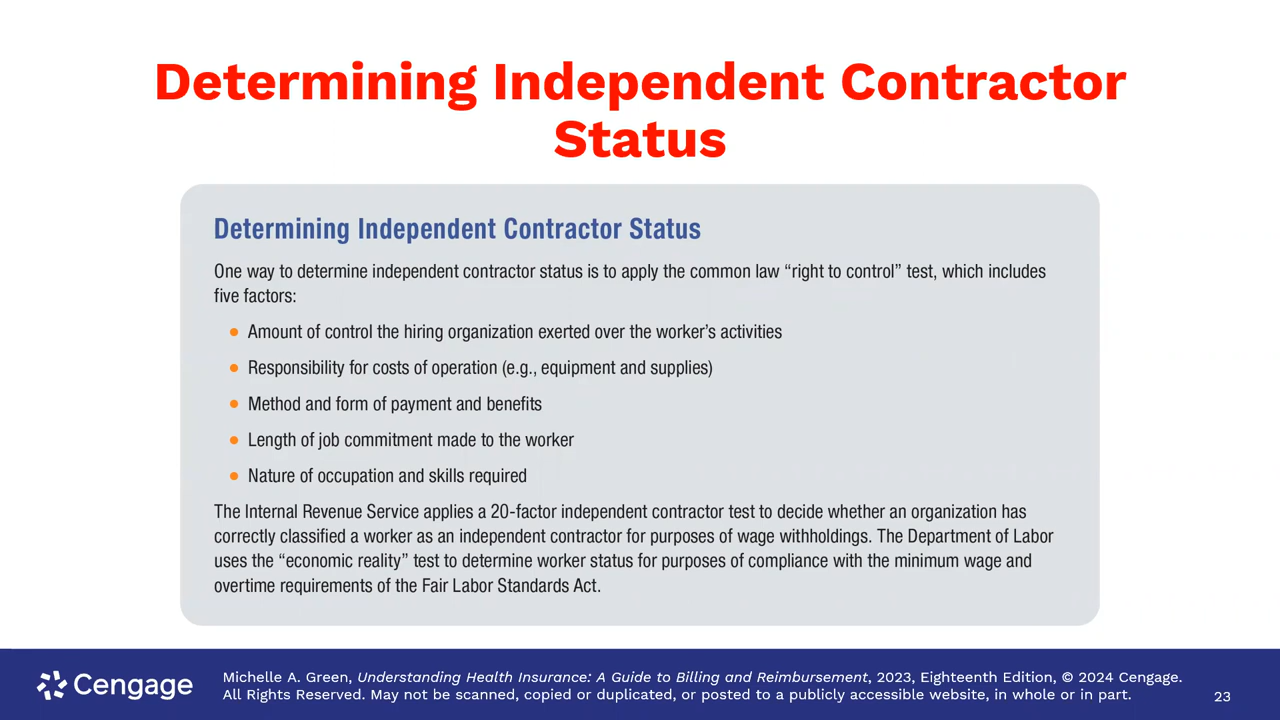 Determining Independent Contractor
Status
Determining Independent Contractor Status
One way to determine independent contractor status is to apply the common law “right to control” test, which includes
five factors:
● Amount of control the hiring organization exerted over the worker’s activities
● Responsibility for costs of operation (e.g., equipment and supplies)
● Method and form of payment and benefits
● Length of job commitment made to the worker
● Nature of occupation and skills required
The Internal Revenue Service applies a 20-factor independent contractor test to decide whether an organization has
correctly classified a worker as an independent contractor for purposes of wage withholdings. The Department of Labor
uses the “economic reality” test to determine worker status for purposes of compliance with the minimum wage and
overtime requirements of the Fair Labor Standards Act.
Cengage
Michelle A. Green, Understanding Health Insurance: A Guide to Billing and Reimbursement, 2023, Eighteenth Edition, © 2024 Cengage.
All Rights Reserved. May not be scanned, copied or duplicated, or posted to a publicly accessible website, in whole or in part.
23